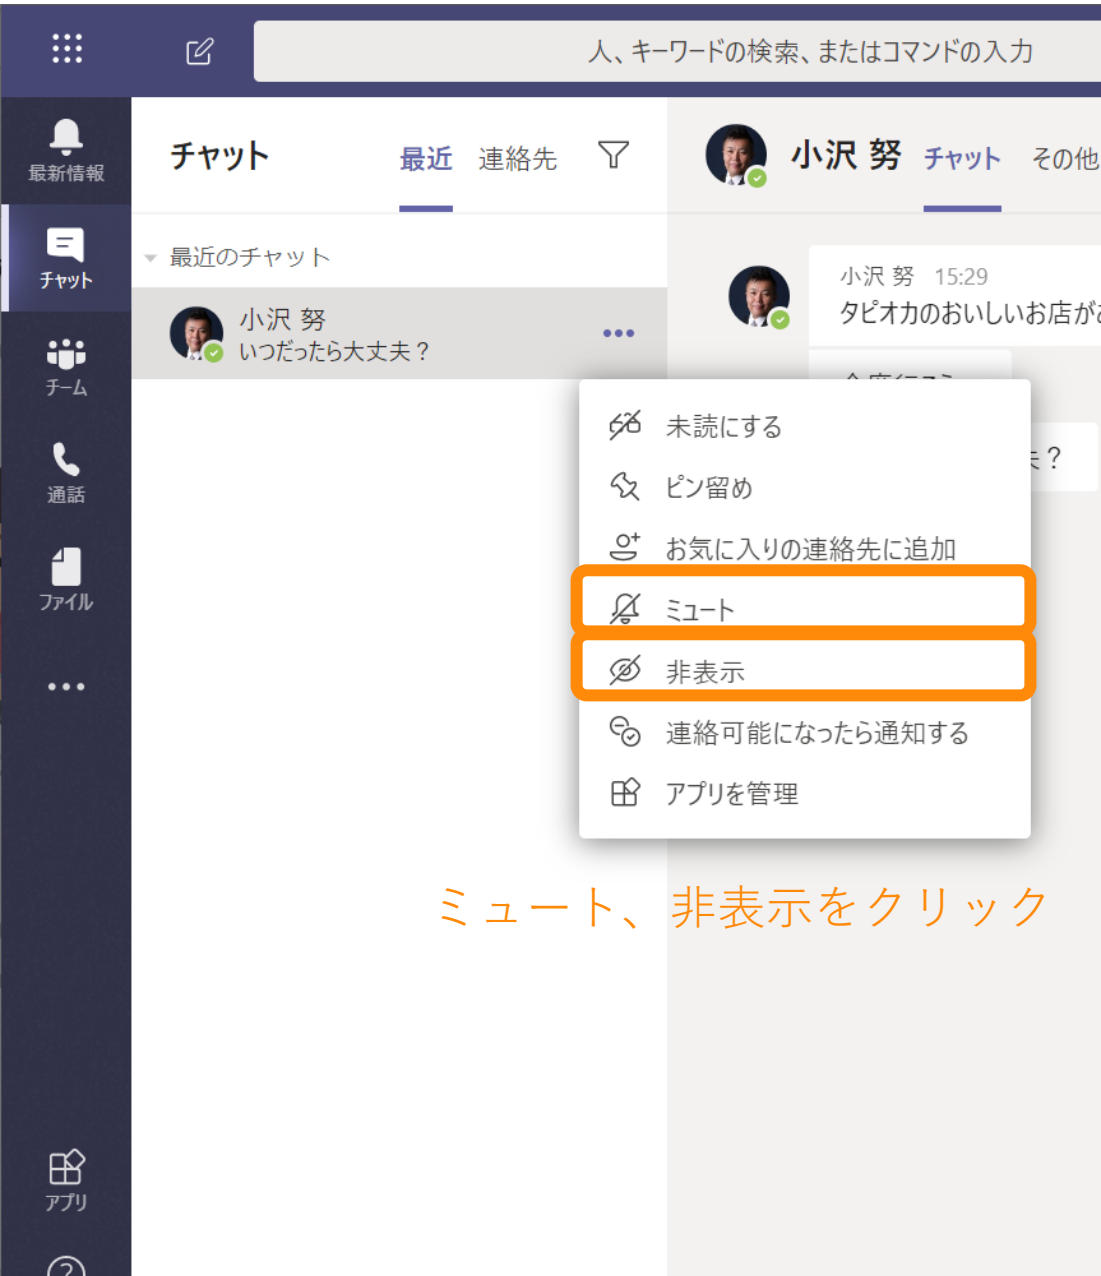 人、キーワードの検索、またはコマンドの入力
最新情報
チャット
チーム
通話
ファイル
アプリ
チャット
最近
連絡先
最近のチャット
小沢 努
いつだったら大丈夫？
小沢 努
チャット
その他
小沢 努 15:29
タピオカのおいしいお店が
夫？
未読にする
ピン留め
お気に入りの連絡先に追加
ミュート
非表示
連絡可能になったら通知する
アプリを管理
ミュート、非表示をクリック